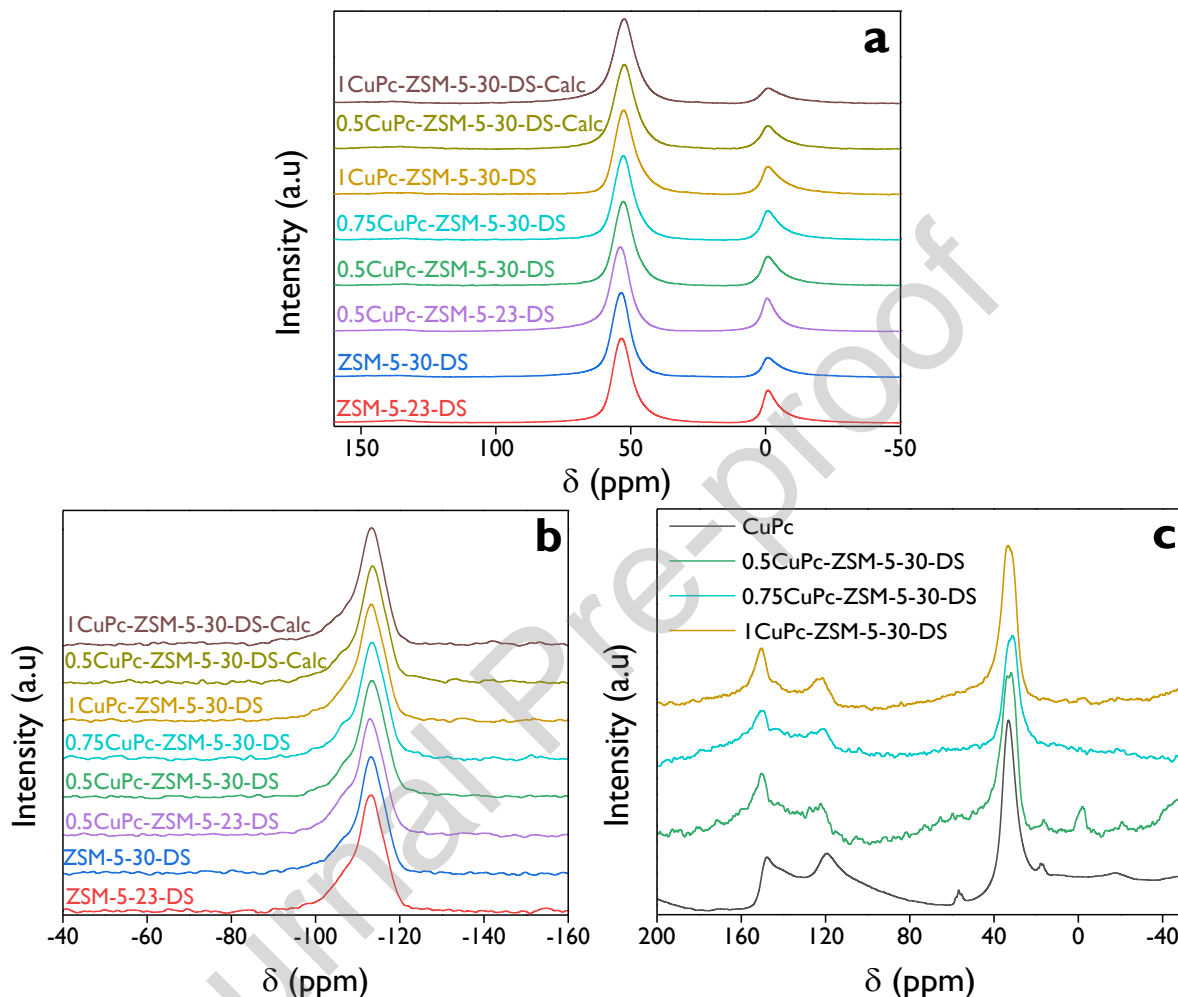 a
1CuPc-ZSM-5-30-DS-Calc
0.5CuPc-ZSM-5-30-DS-Calc
1CuPc-ZSM-5-30-DS
0.75CuPc-ZSM-5-30-DS
0.5CuPc-ZSM-5-30-DS
0.5CuPc-ZSM-5-23-DS
ZSM-5-30-DS
ZSM-5-23-DS
Intensity (a.u)
150 100 50 0 -50
δ (ppm)
b
1CuPc-ZSM-5-30-DS-Calc
0.5CuPc-ZSM-5-30-DS-Calc
1CuPc-ZSM-5-30-DS
0.75CuPc-ZSM-5-30-DS
0.5CuPc-ZSM-5-30-DS
0.5CuPc-ZSM-5-23-DS
ZSM-5-30-DS
ZSM-5-23-DS
Intensity (a.u)
-40 -60 -80 -100 -120 -140 -160
δ (ppm)
c
CuPc
0.5CuPc-ZSM-5-30-DS
0.75CuPc-ZSM-5-30-DS
1CuPc-ZSM-5-30-DS
Intensity (a.u)
200 160 120 80 40 0 -40
δ (ppm)
urnal Pre-proof